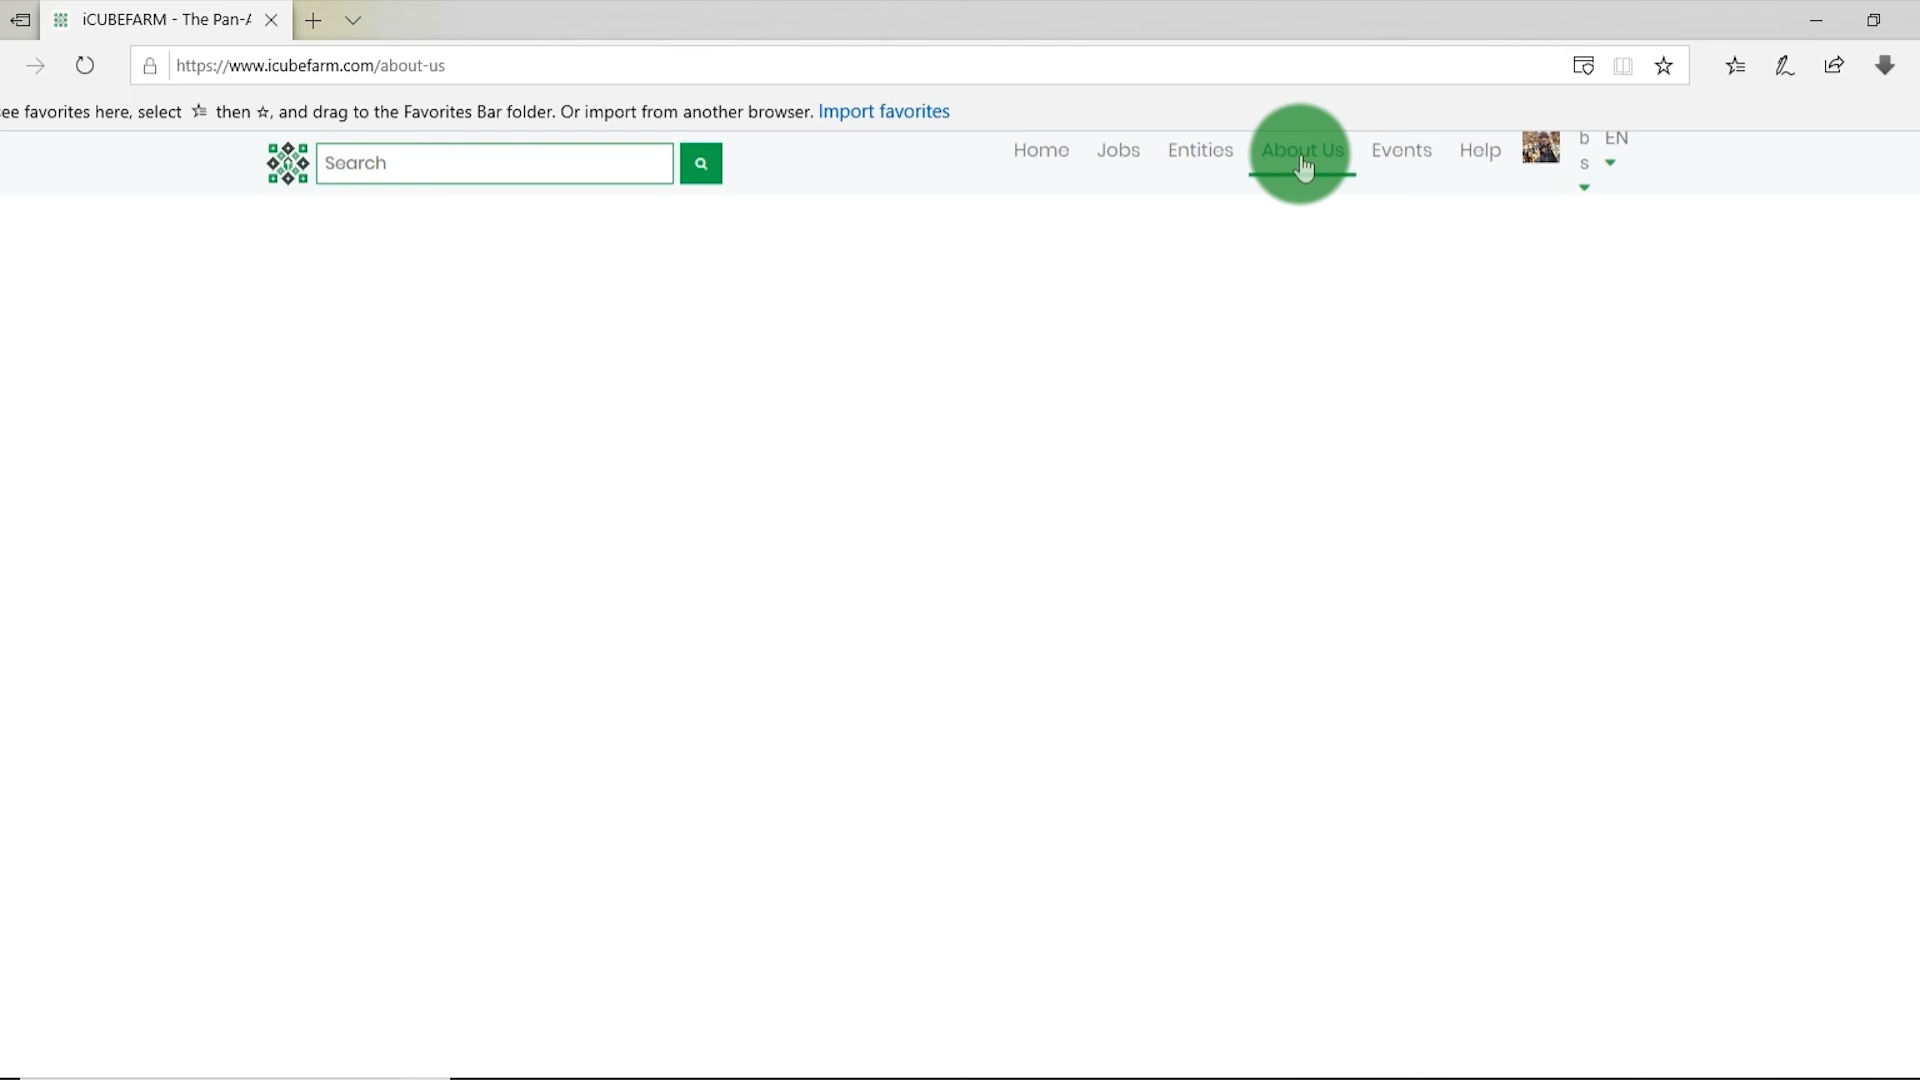 iCUBEFARM - The Pan-A
https://www.icubefarm.com/about-us
ee favorites here, select then , and drag to the Favorites Bar folder. Or import from another browser. Import favorites
Search
Home Jobs Entities About Us Events Help
b
s
EN